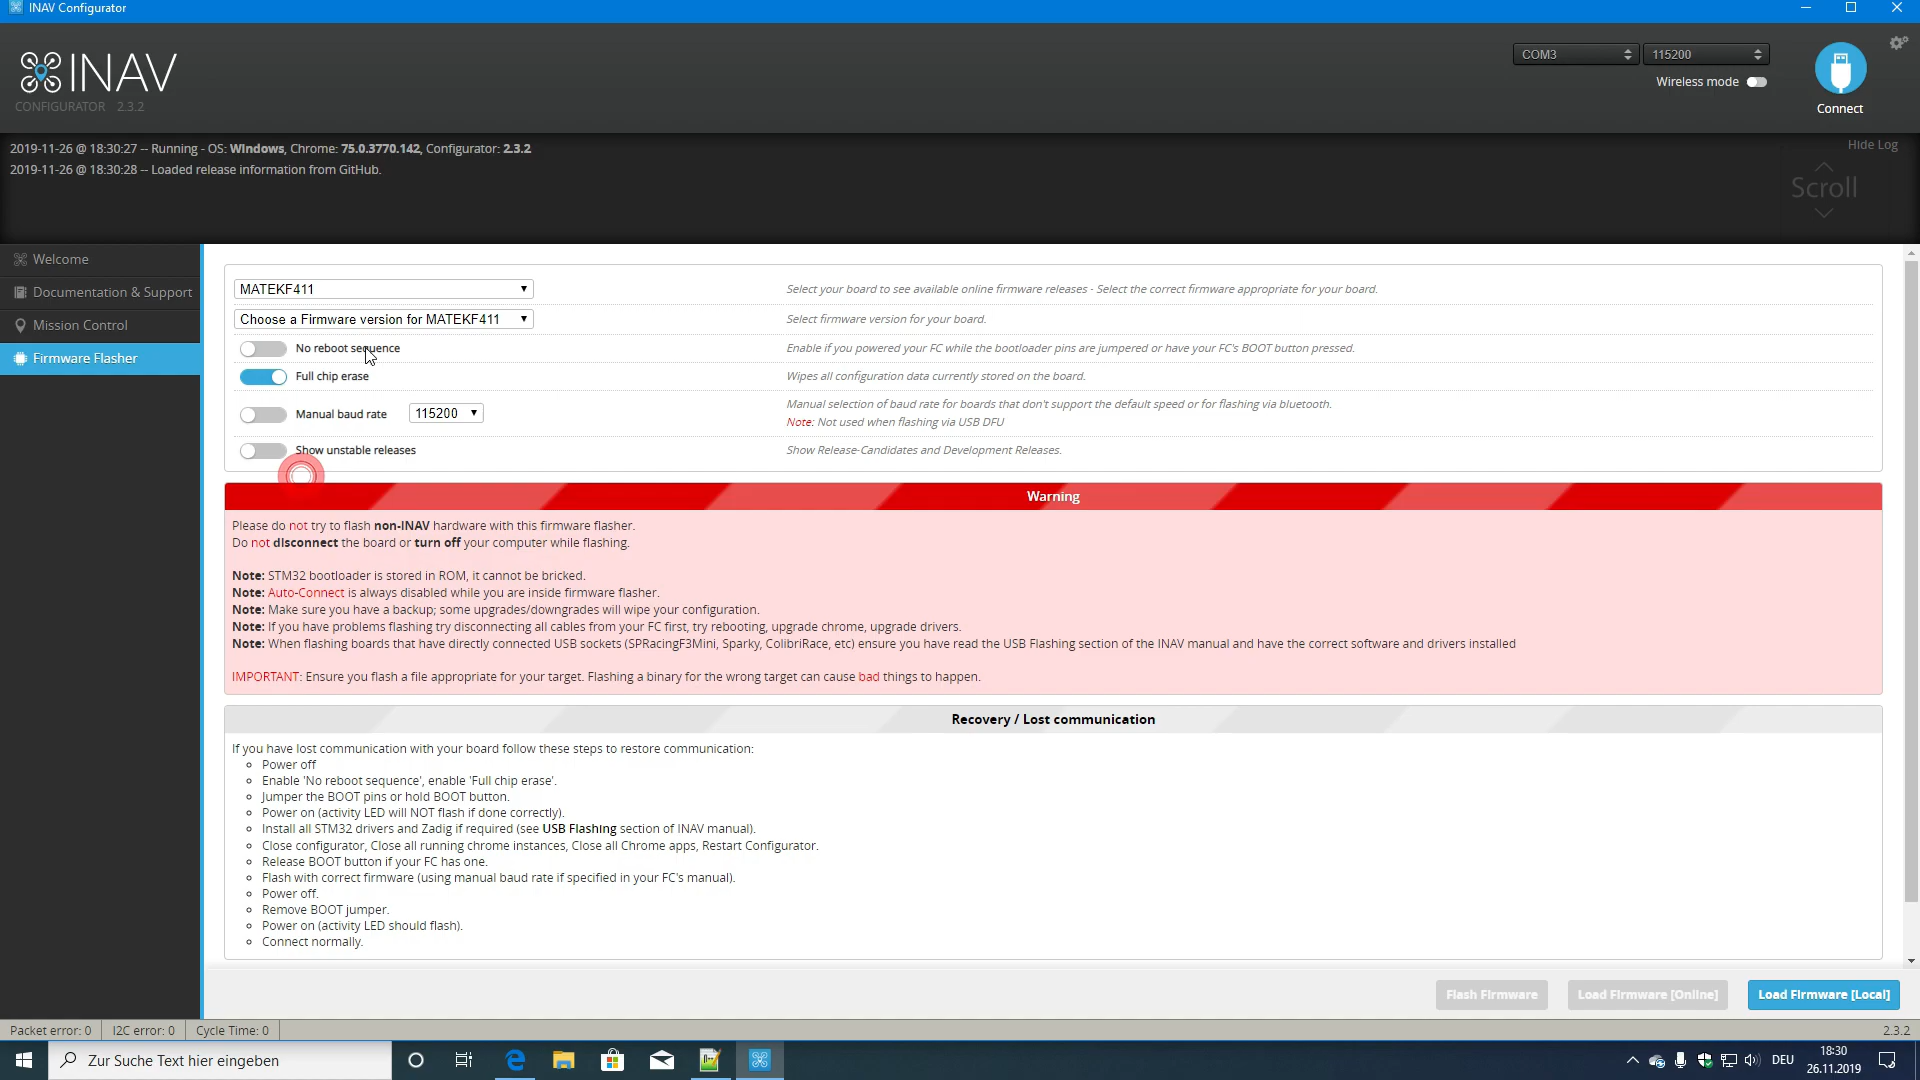 INAV Configurator
INAV
CONFIGURATOR 2.3.2
COM3
115200
Wireless mode
Connect
2019-11-26 @ 18:30:27 -- Running - OS: Windows, Chrome: 75.0.3770.142, Configurator: 2.3.2
2019-11-26 @ 18:30:28 -- Loaded release information from GitHub.
Hide Log
Scroll
Welcome
Documentation & Support
Mission Control
Firmware Flasher
MATEKF411
Select your board to see available online firmware releases - Select the correct firmware appropriate for your board.
Choose a Firmware version for MATEKF411
Select firmware version for your board.
No reboot sequence
Enable if you powered your FC while the bootloader pins are jumpered or have your FC's BOOT button pressed.
Full chip erase
Wipes all configuration data currently stored on the board.
Manual baud rate
115200
Manual selection of baud rate for boards that don't support the default speed or for flashing via bluetooth.
Note: Not used when flashing via USB DFU
Show unstable releases
Show Release-Candidates and Development Releases.
Warning
Please do not try to flash non-INAV hardware with this firmware flasher.
Do not disconnect the board or turn off your computer while flashing.
Note: STM32 bootloader is stored in ROM, it cannot be bricked.
Note: Auto-Connect is always disabled while you are inside firmware flasher.
Note: Make sure you have a backup; some upgrades/downgrades will wipe your configuration.
Note: If you have problems flashing try disconnecting all cables from your FC first, try rebooting, upgrade chrome, upgrade drivers.
Note: When flashing boards that have directly connected USB sockets (SPRacingF3Mini, Sparky, ColibriRace, etc) ensure you have read the USB Flashing section of the INAV manual and have the correct software and drivers installed
IMPORTANT: Ensure you flash a file appropriate for your target. Flashing a binary for the wrong target can cause bad things to happen.
Recovery / Lost communication
If you have lost communication with your board follow these steps to restore communication:
Power off
Enable 'No reboot sequence', enable 'Full chip erase'.
Jumper the BOOT pins or hold BOOT button.
Power on (activity LED will NOT flash if done correctly).
Install all STM32 drivers and Zadig if required (see USB Flashing section of INAV manual).
Close configurator, Close all running chrome instances, Close all Chrome apps, Restart Configurator.
Release BOOT button if your FC has one.
Flash with correct firmware (using manual baud rate if specified in your FC's manual).
Power off.
Remove BOOT jumper.
Power on (activity LED should flash).
Connect normally.
Flash Firmware
Load Firmware [Online]
Load Firmware [Local]
Packet error: 0
I2C error: 0
Cycle Time: 0
2.3.2
Zur Suche Text hier eingeben
DEU
18:30
26.11.2019